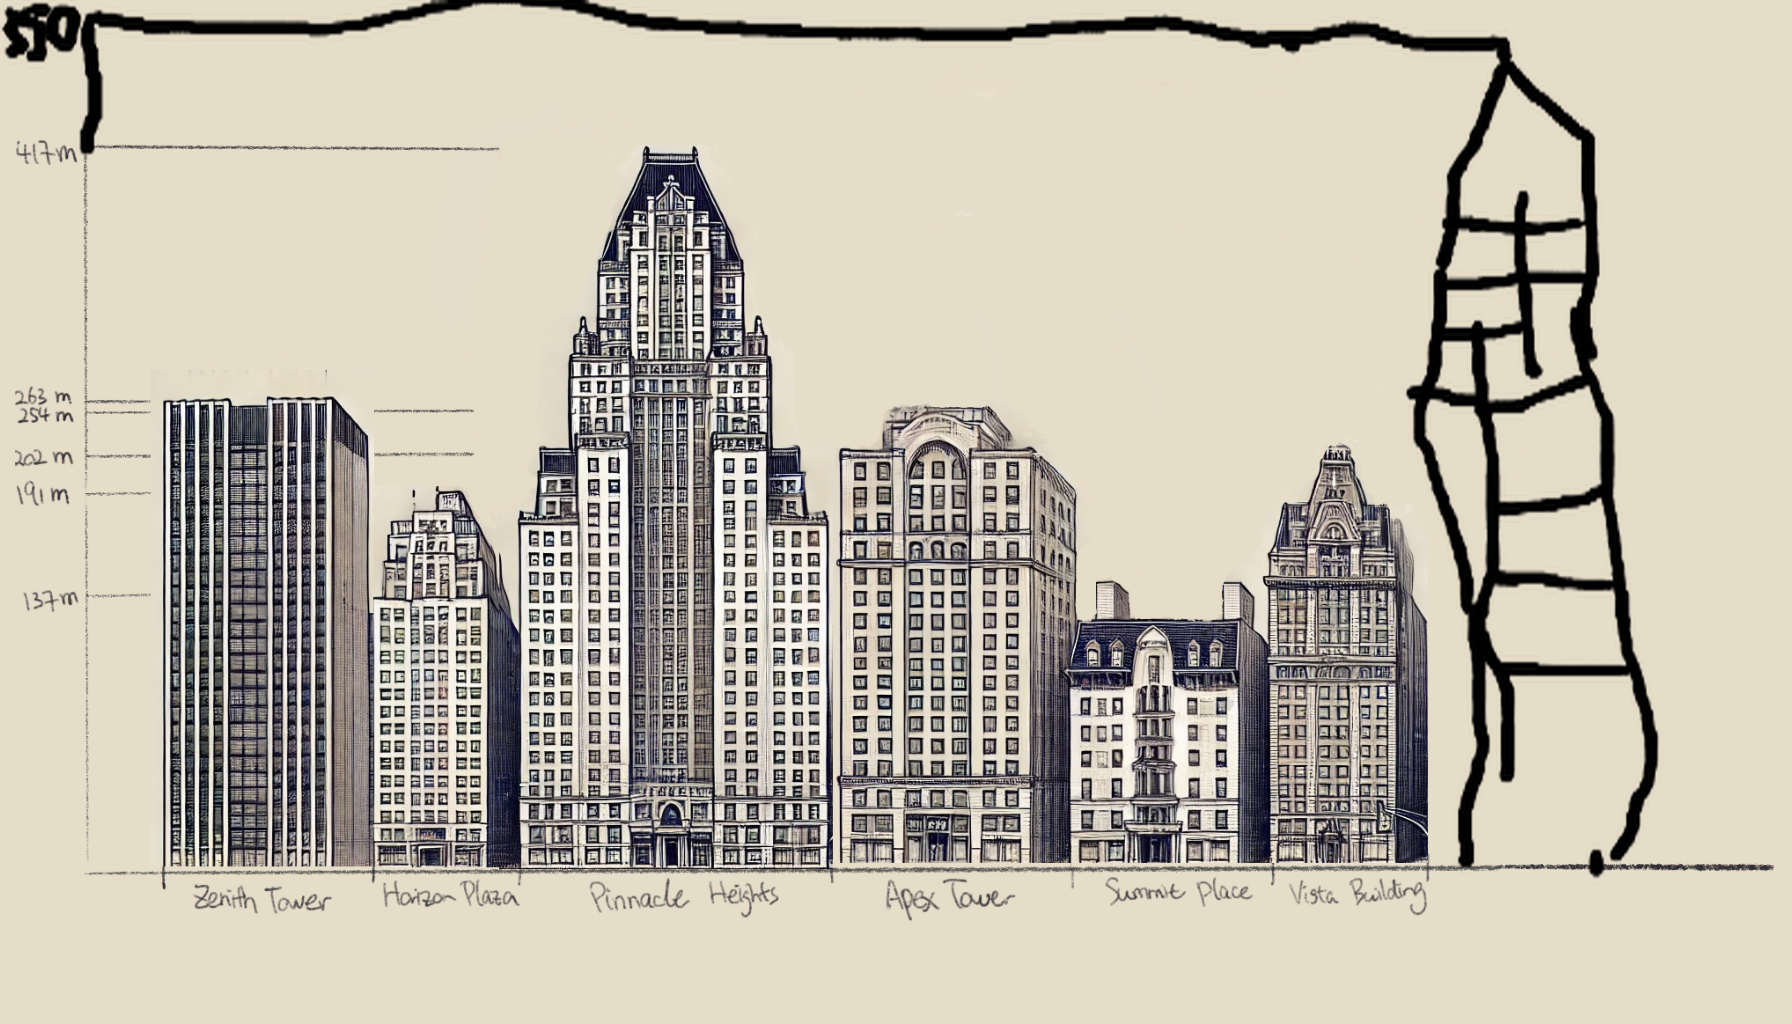 550
417m
263 m
254 m
202 m
191 m
137m
Zenith Tower
Horizon Plaza
Pinnacle Heights
Apex Tower
Summit Place
Vista Building